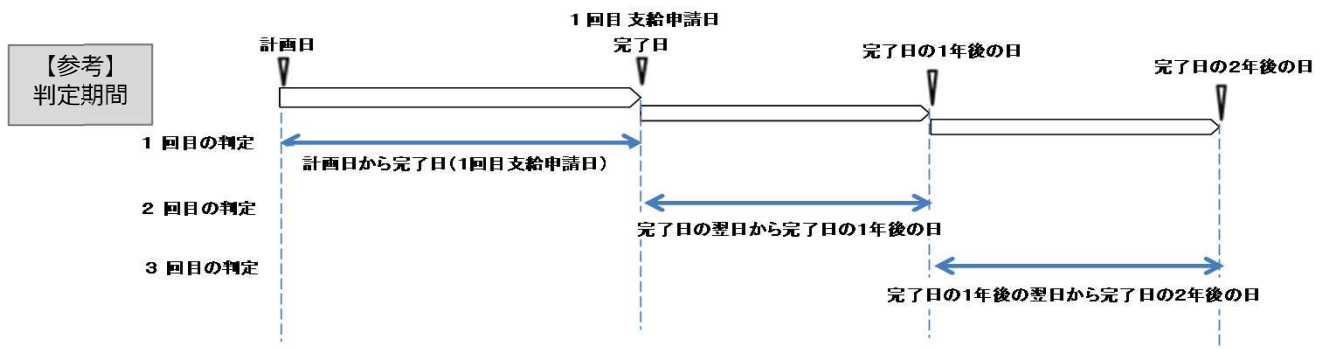 1回目 支給申請日
計画日
完了日
完了日の1年後の日
完了日の2年後の日
【参考】
判定期間
1 回目の判定
計画日から完了日(1回目支給申請日)
2 回目の判定
完了日の翌日から完了日の1年後の日
3 回目の判定
完了日の1年後の翌日から完了日の2年後の日